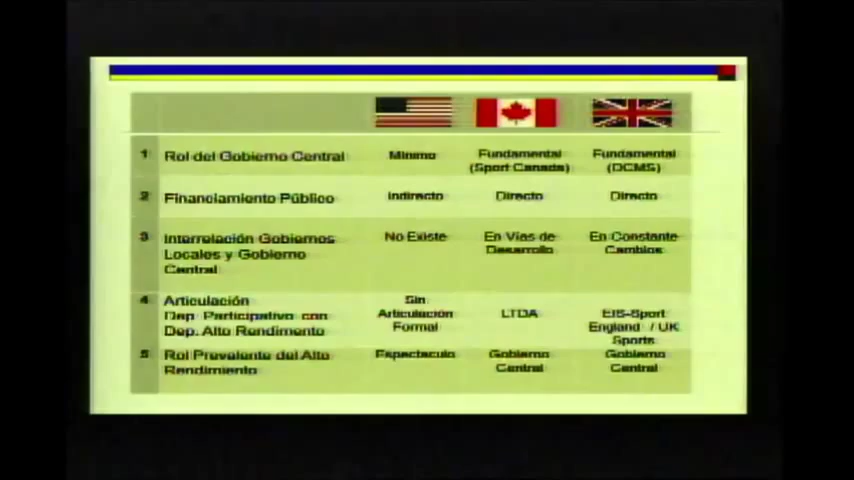 1 Rol del Gobierno Central Mínimo Fundamental Fundamental
(Sport Canada) (DCMS)
2 Financiamiento Público Indirecto Directo Directo
3 Interrelación Gobiernos No Existe En Vías de En Constante
Locales y Gobierno Desarrollo Cambios
Central
4 Articulación Sin
Dep. Participativo con Articulación LTDA EIS-Sport
Dep. Alto Rendimiento Formal England / UK
Sports
5 Rol Prevalente del Alto Espectaculo Gobierno Gobierno
Rendimiento Central Central